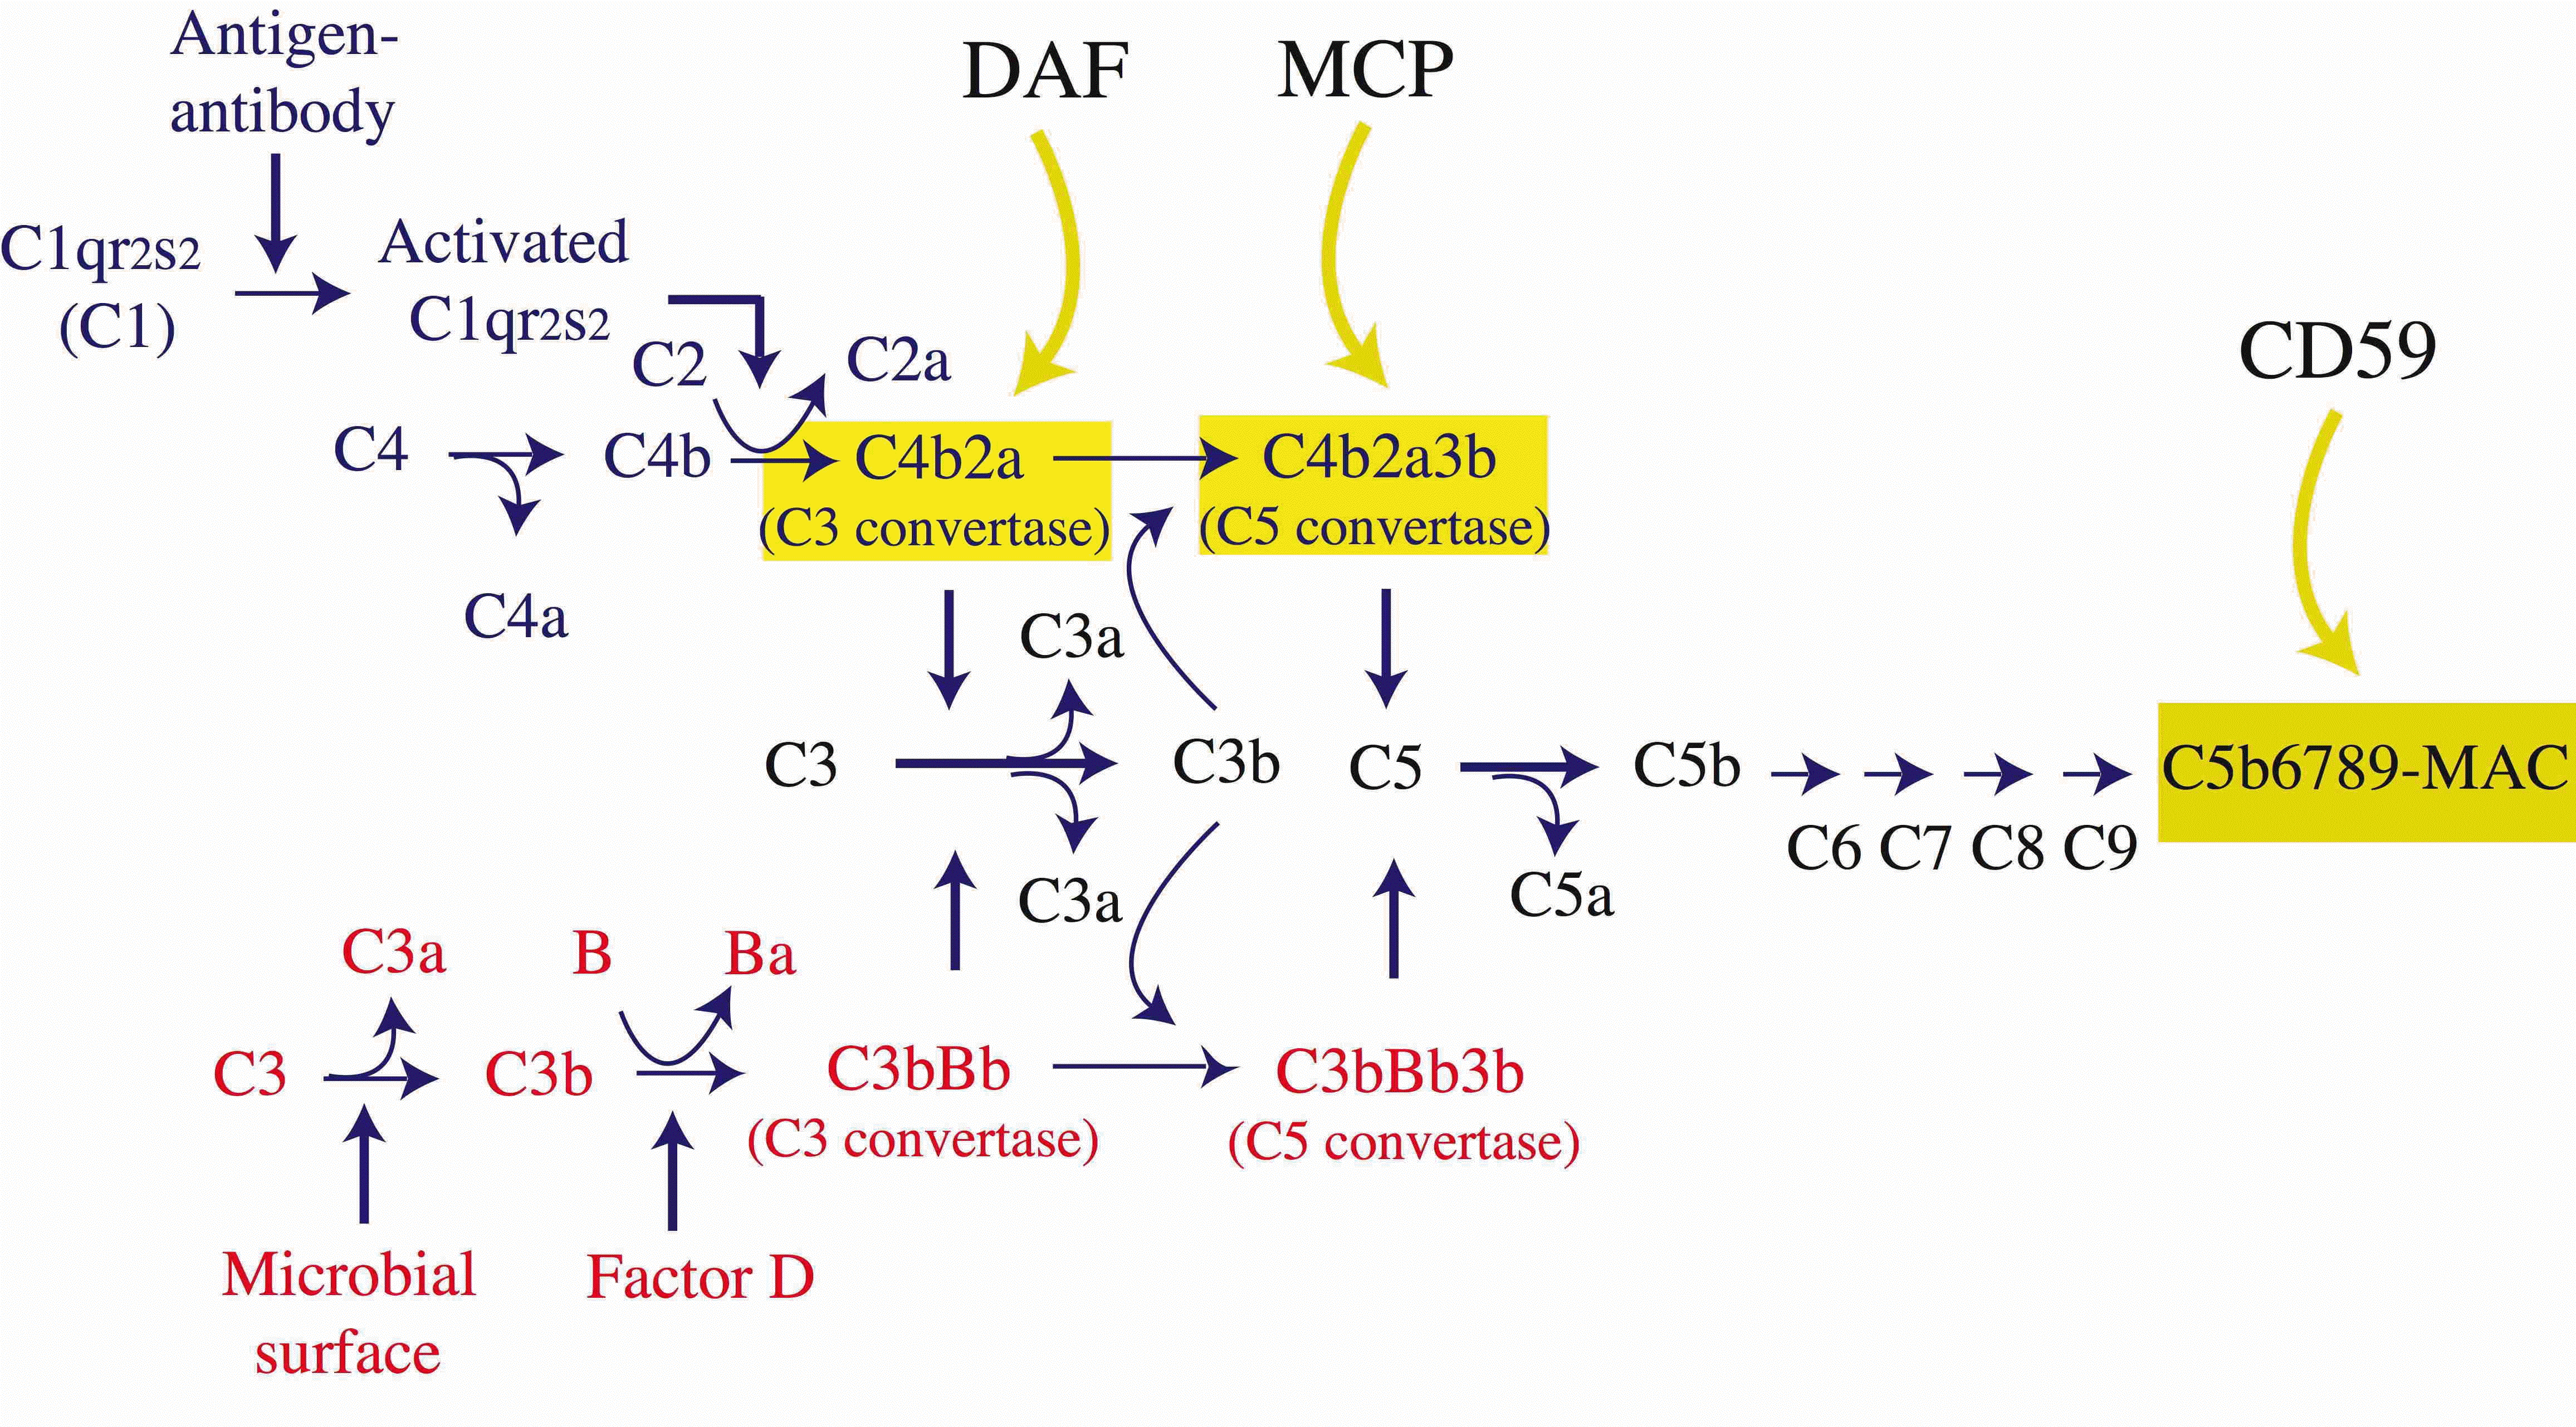 Antigen-
antibody
DAF
MCP
C1qr2s2
(C1)
Activated
C1qr2s2
C2
C2a
CD59
C4
C4b
C4b2a
(C3 convertase)
C4b2a3b
(C5 convertase)
C4a
C3a
C3
C3b
C5
C5b
C5b6789-MAC
C6 C7 C8 C9
C3a
C5a
C3a
B
Ba
C3
C3b
C3bBb
(C3 convertase)
C3bBb3b
(C5 convertase)
Microbial
surface
Factor D